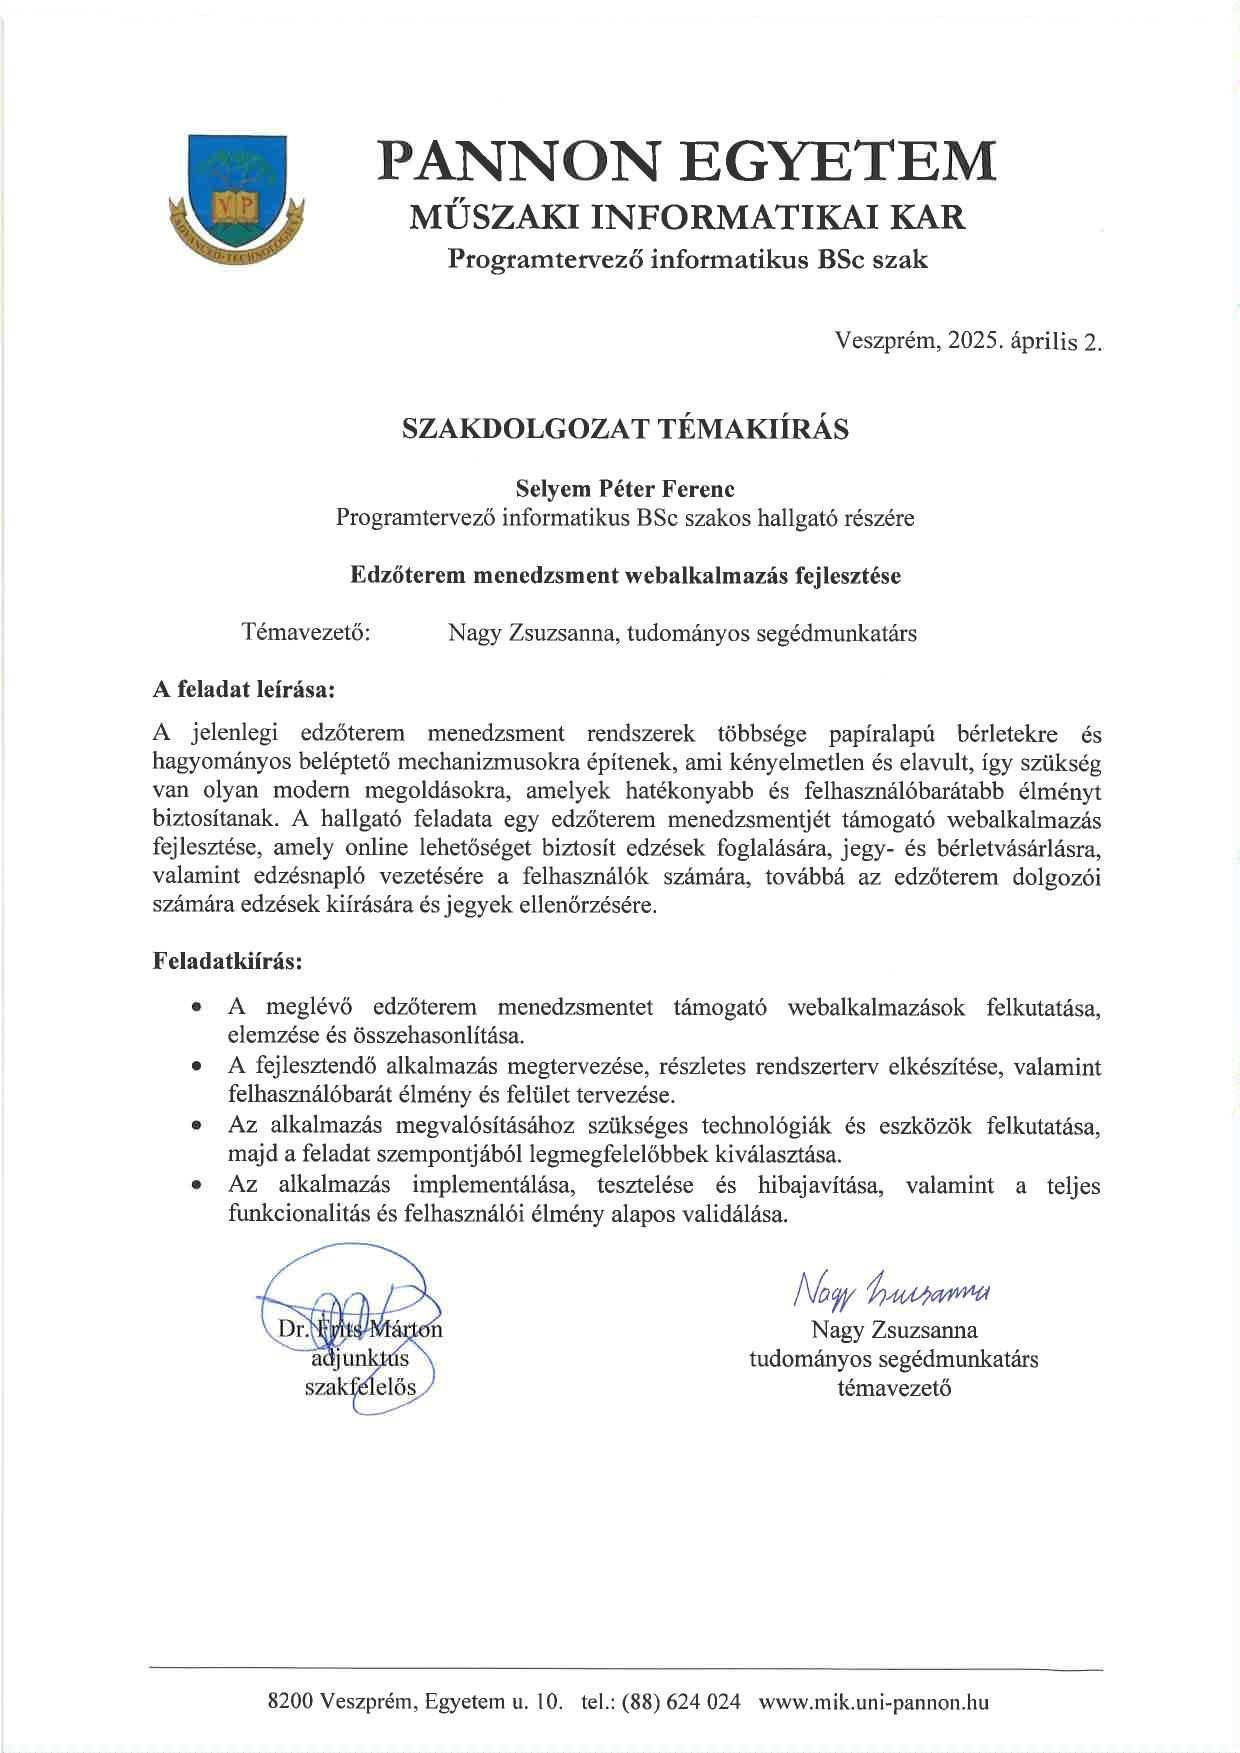 PANNON EGYETEM
MŰSZAKI INFORMATIKAI KAR
Programtervező informatikus BSc szak
VP
ADVANCED TECHNOLOGIES
Veszprém, 2025. április 2.
SZAKDOLGOZAT TÉMAKIÍRÁS
Selyem Péter Ferenc
Programtervező informatikus BSc szakos hallgató részére
Edzőterem menedzsment webalkalmazás fejlesztése
Témavezető: Nagy Zsuzsanna, tudományos segédmunkatárs
A feladat leírása:
A jelenlegi edzőterem menedzsment rendszerek többsége papíralapú bérletekre és
hagyományos beléptető mechanizmusokra építenek, ami kényelmetlen és elavult, így szükség
van olyan modern megoldásokra, amelyek hatékonyabb és felhasználóbarátabb élményt
biztosítanak. A hallgató feladata egy edzőterem menedzsmentjét támogató webalkalmazás
fejlesztése, amely online lehetőséget biztosít edzések foglalására, jegy- és bérletvásárlásra,
valamint edzésnapló vezetésére a felhasználók számára, továbbá az edzőterem dolgozói
számára edzések kiírására és jegyek ellenőrzésére.
Feladatkiírás:
• A meglévő edzőterem menedzsmentet támogató webalkalmazások felkutatása,
elemzése és összehasonlítása.
• A fejlesztendő alkalmazás megtervezése, részletes rendszerterv elkészítése, valamint
felhasználóbarát élmény és felület tervezése.
• Az alkalmazás megvalósításához szükséges technológiák és eszközök felkutatása,
majd a feladat szempontjából legmegfelelőbbek kiválasztása.
• Az alkalmazás implementálása, tesztelése és hibajavítása, valamint a teljes
funkcionalitás és felhasználói élmény alapos validálása.
Dr. Frits Márton
adjunktus
szakfelelős
Nagy Zsuzsanna
Nagy Zsuzsanna
tudományos segédmunkatárs
témavezető
8200 Veszprém, Egyetem u. 10. tel.: (88) 624 024 www.mik.uni-pannon.hu